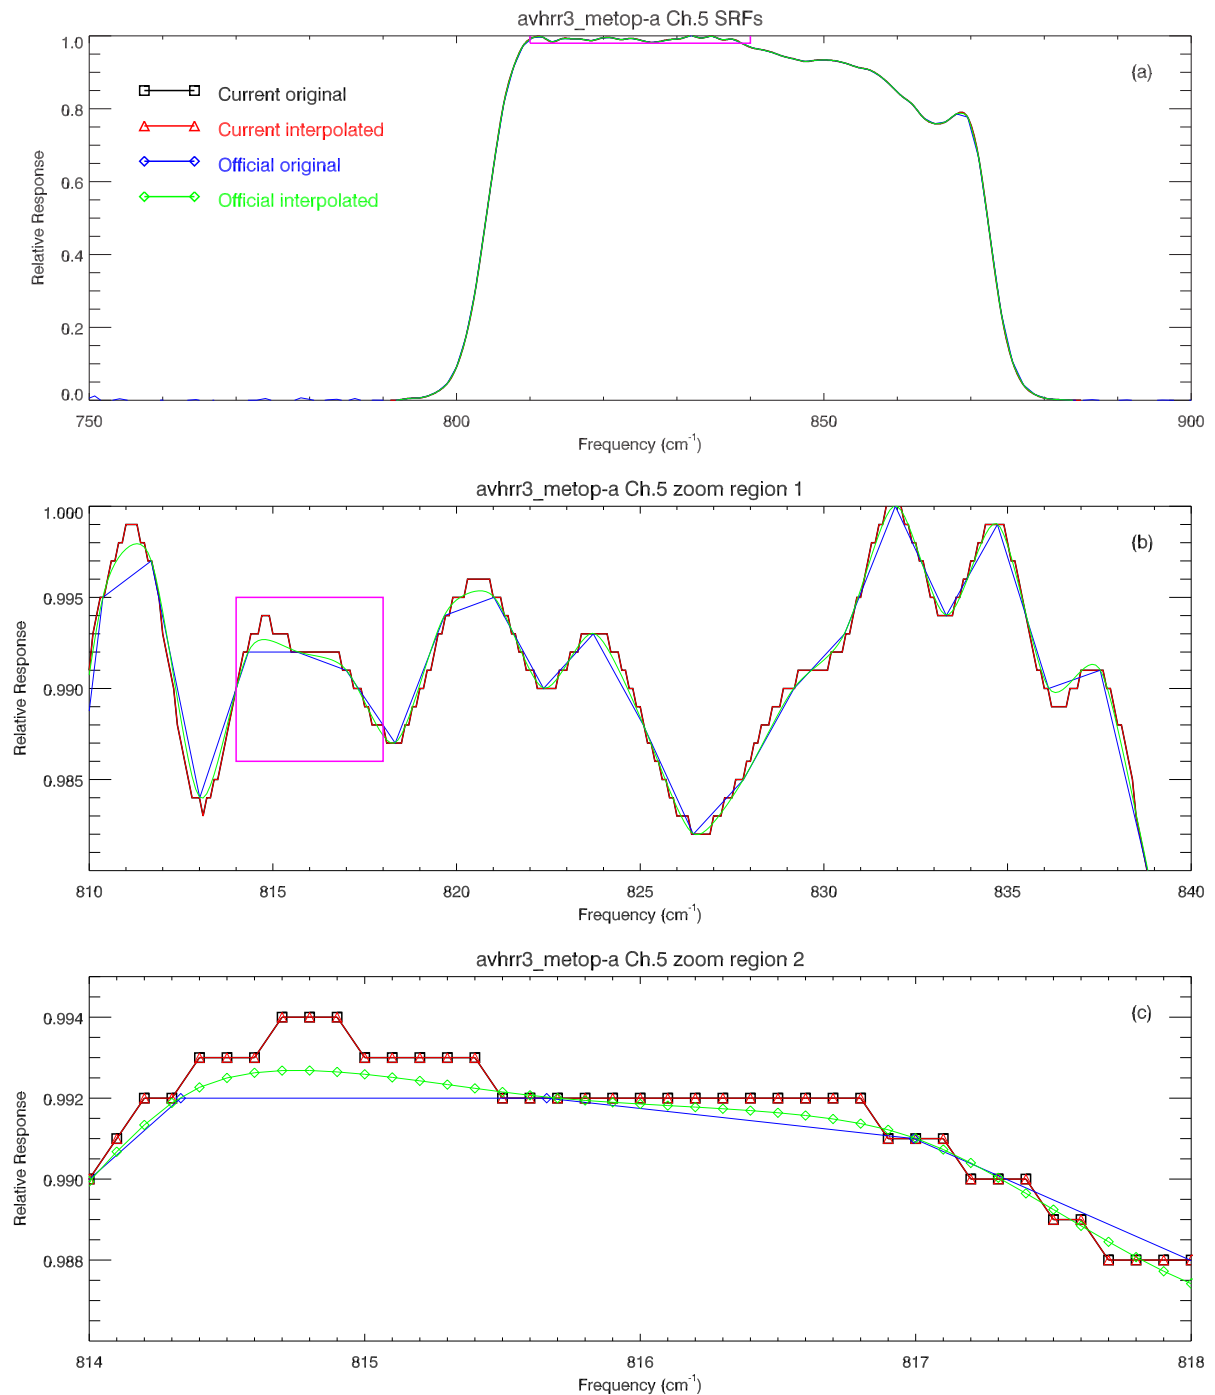 avhrr3_metop-a Ch.5 SRFs
1.0
(a)
Current original
0.8
Current interpolated
Official original
0.6
Official interpolated
Relative Response
0.4
0.2
0.0
750
800
850
900
Frequency (cm⁻¹)
avhrr3_metop-a Ch.5 zoom region 1
1.000
(b)
0.995
Relative Response
0.990
0.985
810
815
820
825
830
835
840
Frequency (cm⁻¹)
avhrr3_metop-a Ch.5 zoom region 2
0.994
(c)
0.992
Relative Response
0.990
0.988
814
815
816
817
818
Frequency (cm⁻¹)